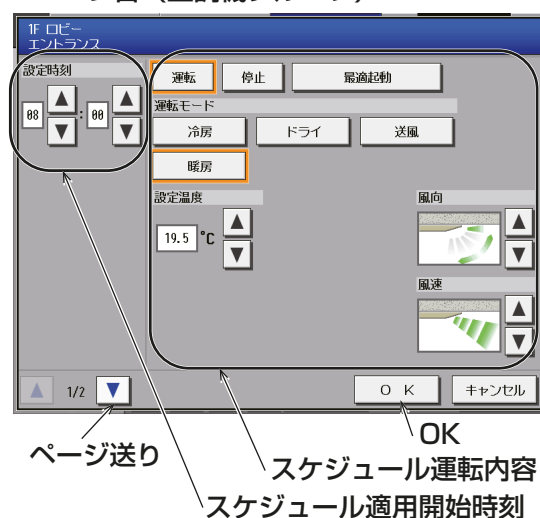 1F ロビー
エントランス
設定時刻
08 : 00
運転 停止 最適起動
運転モード
冷房 ドライ 送風
暖房
設定温度
19.5 °C
風向
風速
1/2
O K キャンセル
ページ送り
OK
スケジュール運転内容
スケジュール適用開始時刻